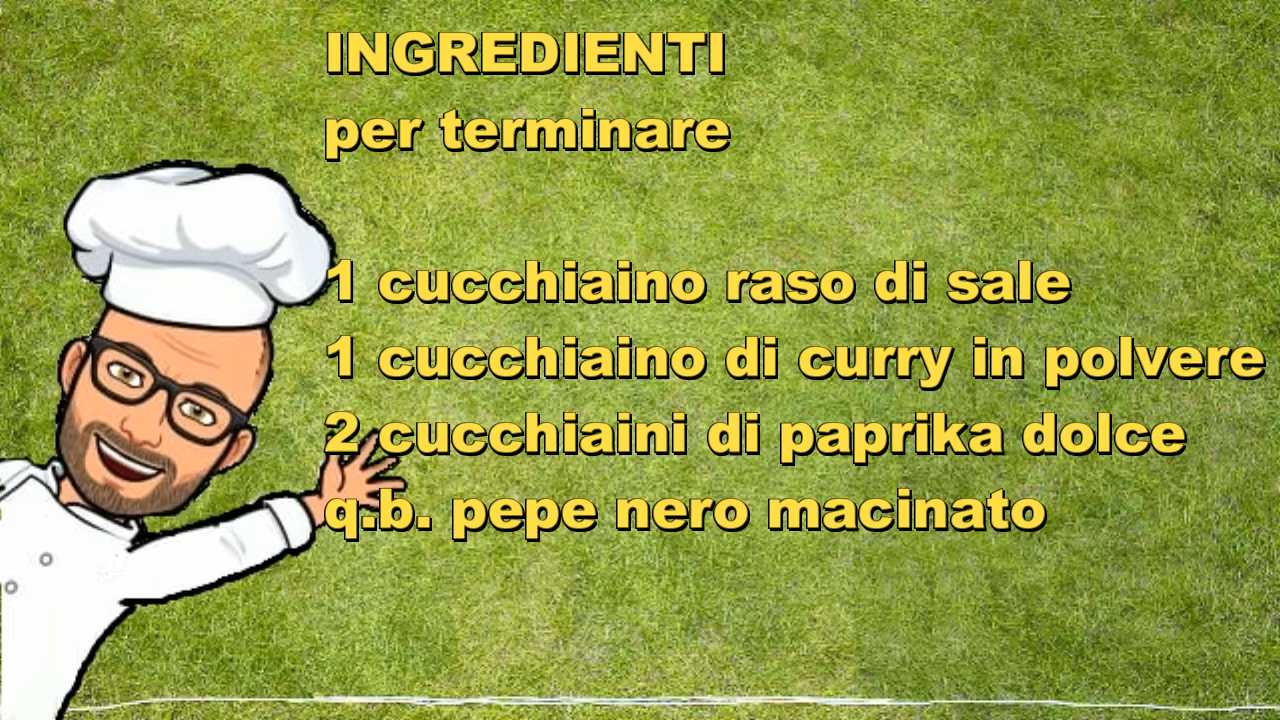 INGREDIENTI
per terminare
1 cucchiaino raso di sale
1 cucchiaino di curry in polvere
2 cucchiaini di paprika dolce
q.b. pepe nero macinato